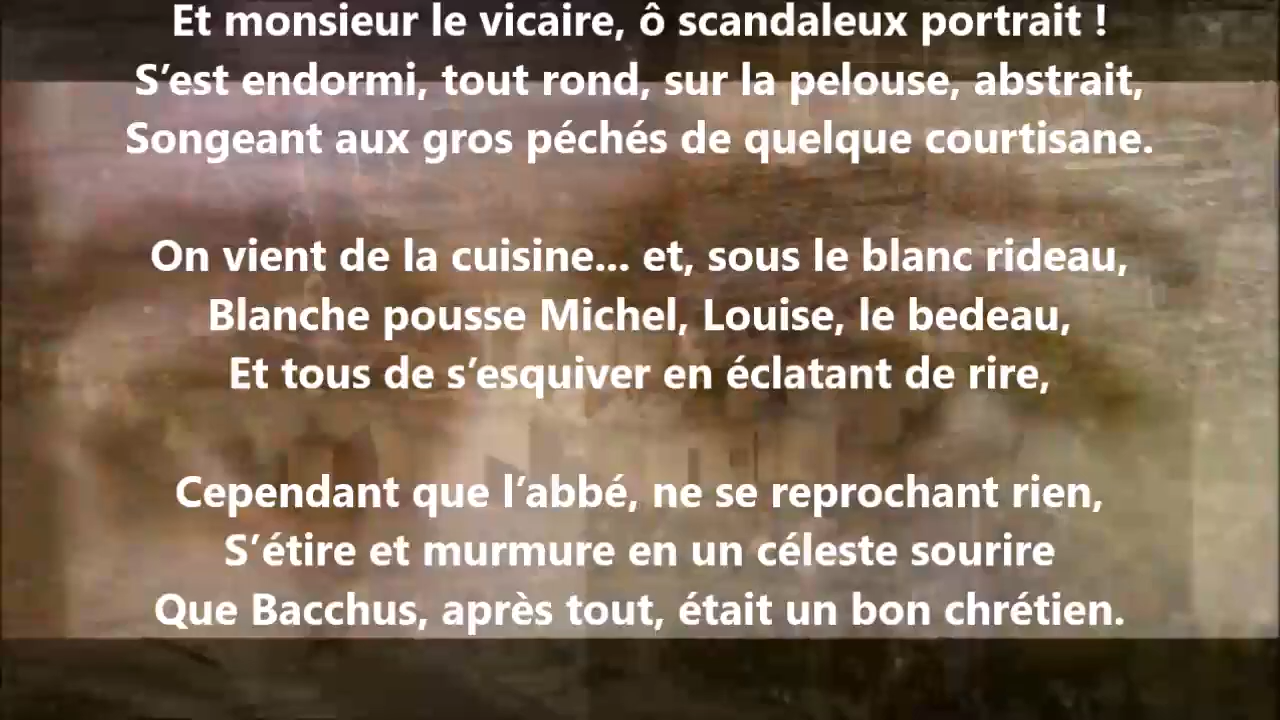 Et monsieur le vicaire, ô scandaleux portrait !
S’est endormi, tout rond, sur la pelouse, abstrait,
Songeant aux gros péchés de quelque courtisane.
On vient de la cuisine... et, sous le blanc rideau,
Blanche pousse Michel, Louise, le bedeau,
Et tous de s’esquiver en éclatant de rire,
Cependant que l’abbé, ne se reprochant rien,
S’étire et murmure en un céleste sourire
Que Bacchus, après tout, était un bon chrétien.